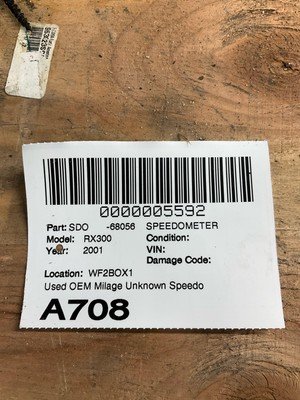 0000005592
Part: SDO -68056 SPEEDOMETER
Model: RX300 Condition:
Year: 2001 VIN:
Damage Code:
Location: WF2BOX1
Used OEM Milage Unknown Speedo
A708